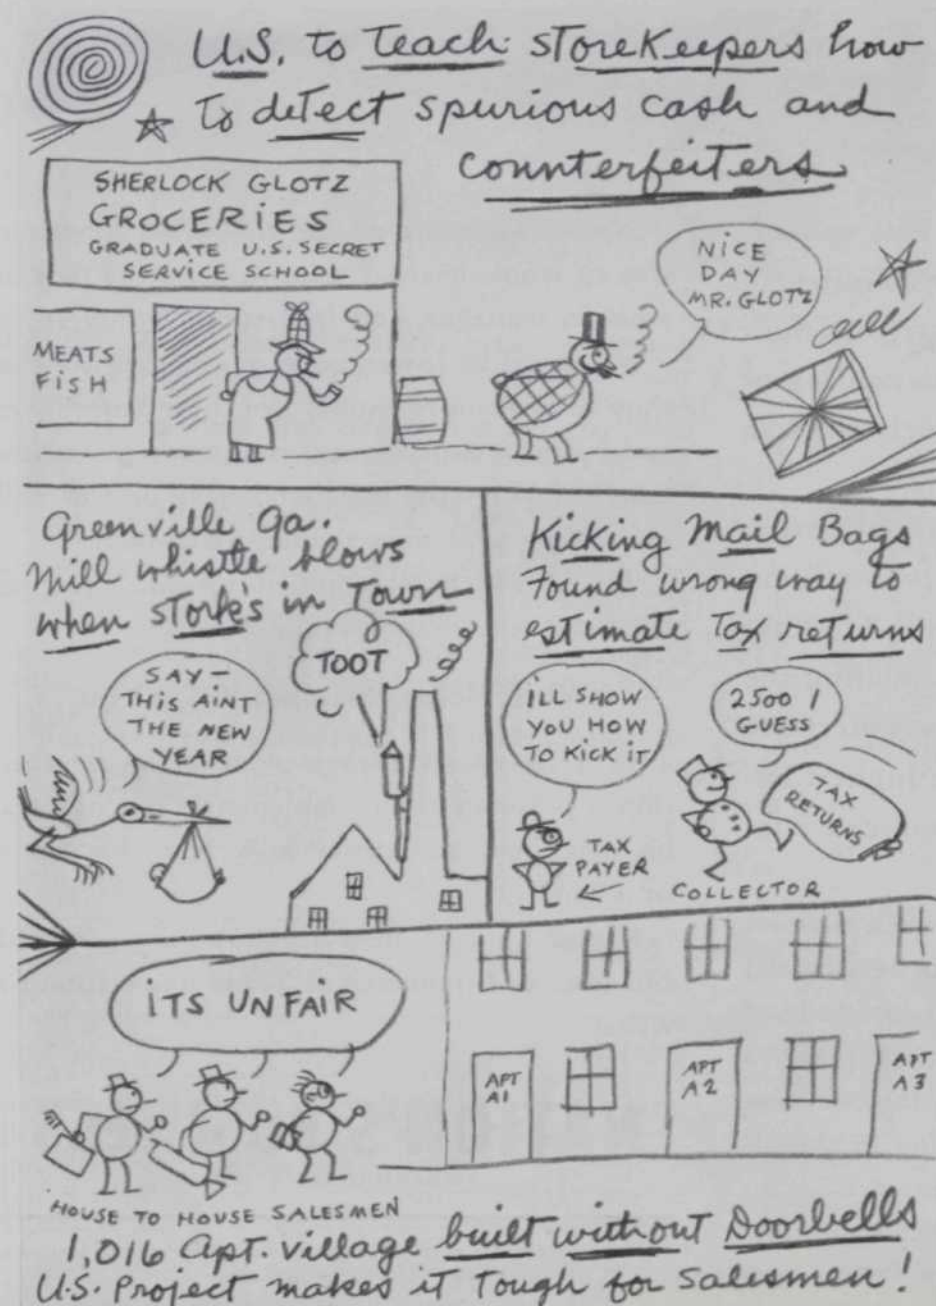 U.S. to Teach storekeepers how
to detect spurious cash and
counterfeiters
SHERLOCK GLOTZ
GROCERIES
GRADUATE U.S. SECRET
SERVICE SCHOOL
MEATS
FISH
NICE
DAY
MR. GLOTZ
Greenville Ga.
Mill whistle blows
when stork's in Town
TOOT
SAY —
THIS AINT
THE NEW
YEAR
Kicking Mail Bags
Found wrong way to
estimate Tax returns
ILL SHOW
YOU HOW
TO KICK IT
2500 I
GUESS
TAX
RETURNS
TAX
PAYER
COLLECTOR
ITS UNFAIR
APT
A1
APT
A2
APT
A3
HOUSE TO HOUSE SALESMEN
1,016 Apt. village built without Doorbells
U.S. Project makes it Tough for Salesmen!